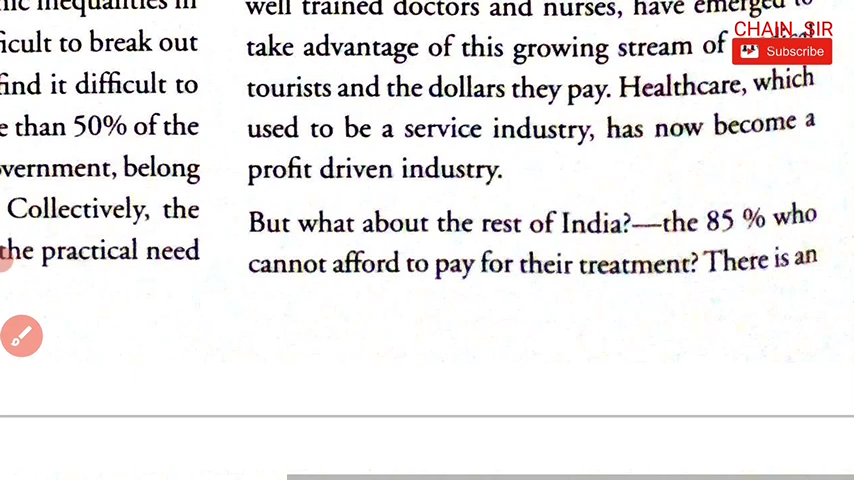 nic inequalities in
ficult to break out
find it difficult to
e than 50% of the
vernment, belong
Collectively, the
the practical need
well trained doctors and nurses, have emerged to
take advantage of this growing stream of
tourists and the dollars they pay. Healthcare, which
used to be a service industry, has now become a
profit driven industry.
But what about the rest of India?—the 85 % who
cannot afford to pay for their treatment? There is an
CHAIN_SIR
Subscribe